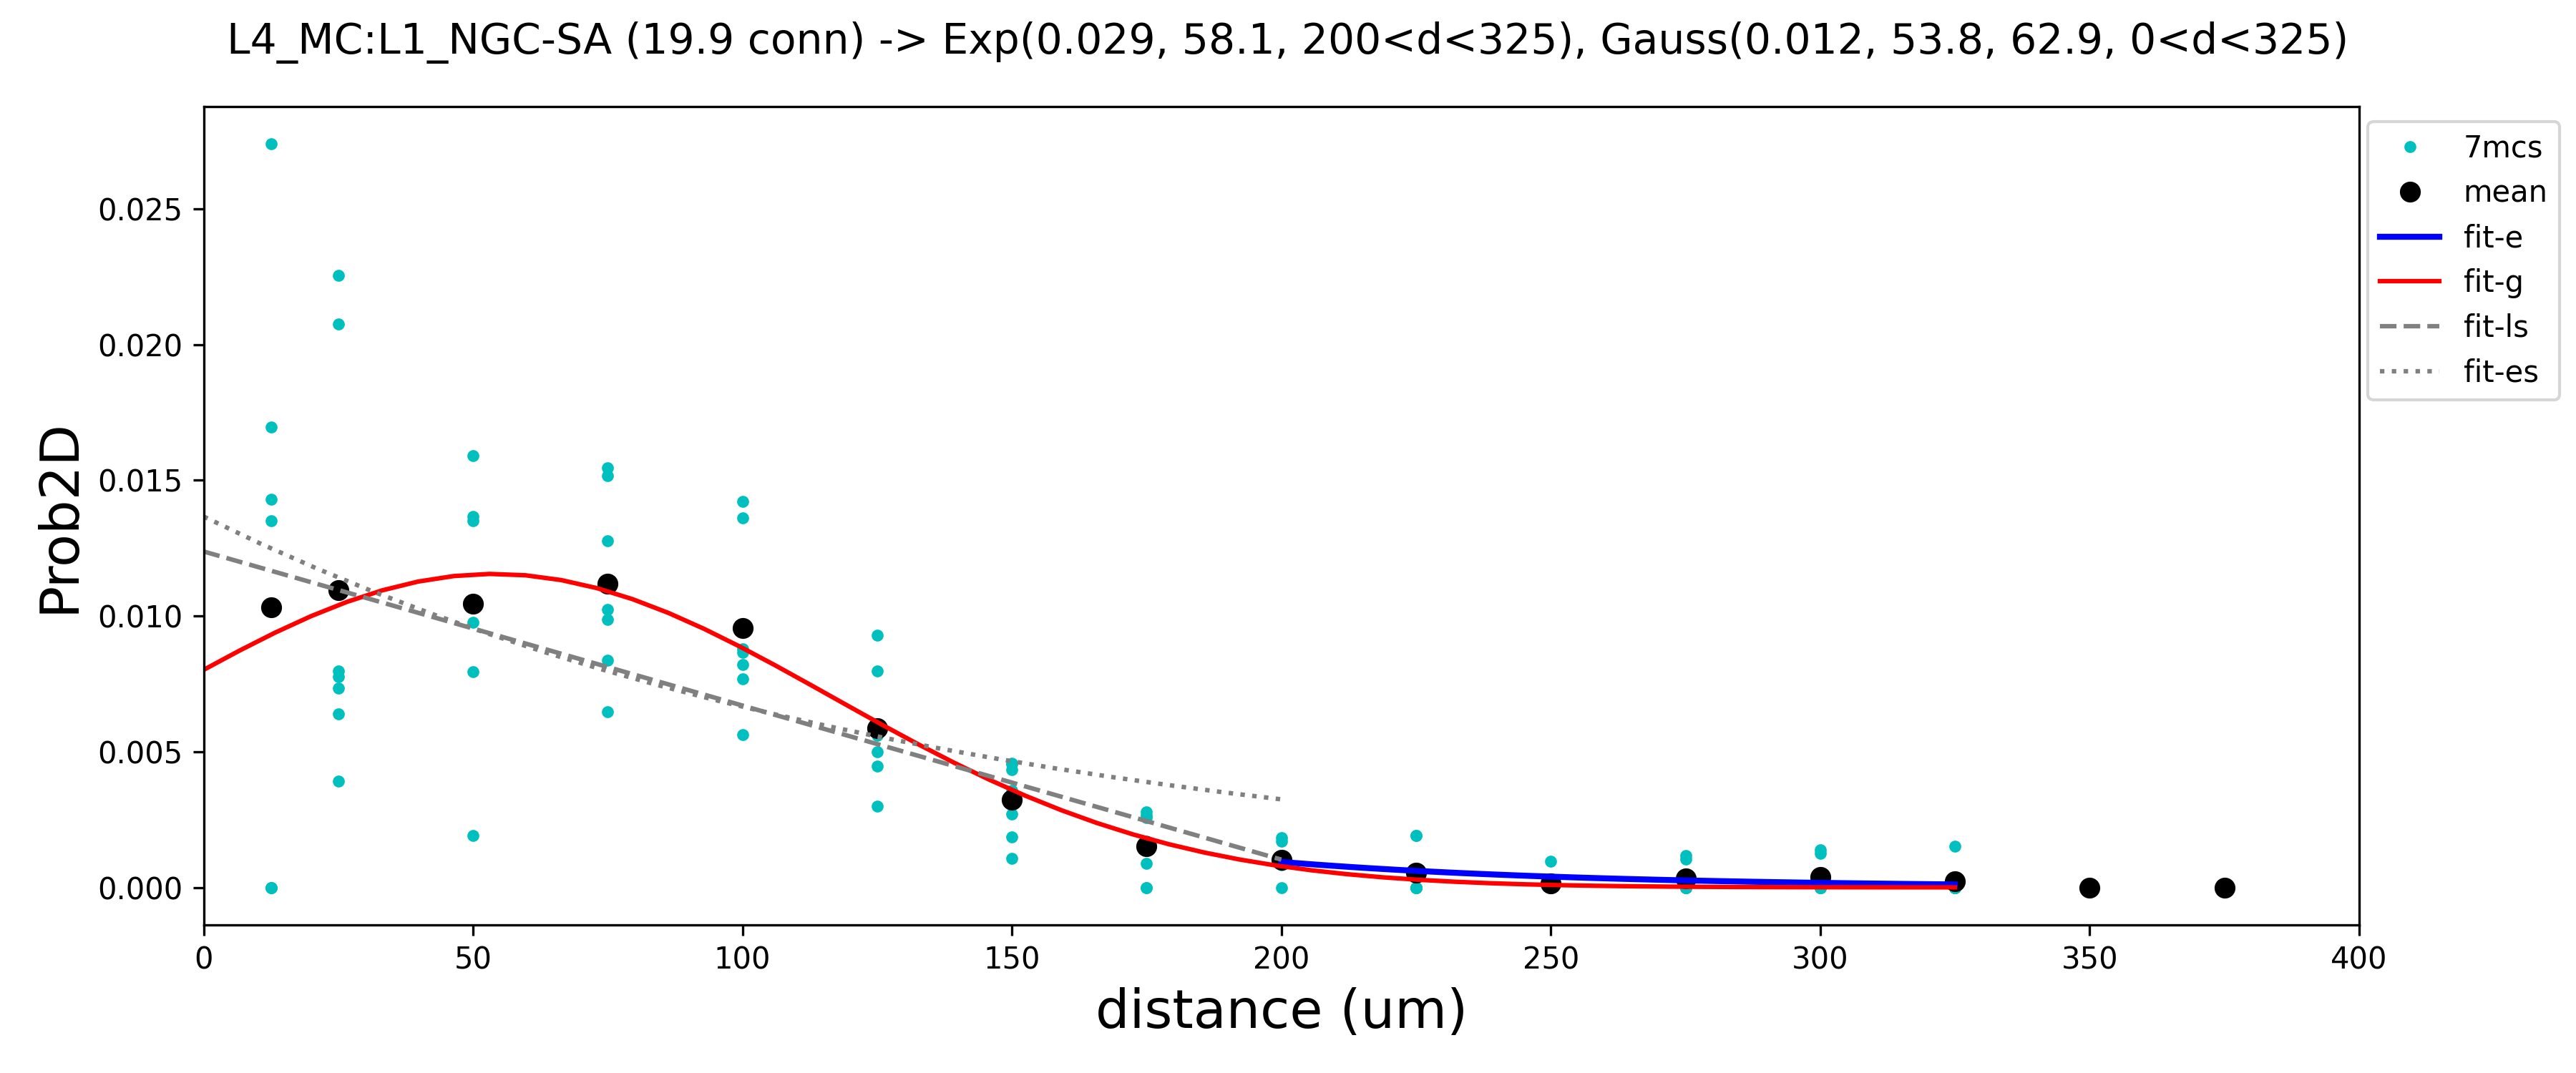 L4_MC:L1_NGC-SA (19.9 conn) -> Exp(0.029, 58.1, 200<d<325), Gauss(0.012, 53.8, 62.9, 0<d<325)
Prob2D
0.025
0.020
0.015
0.010
0.005
0.000
0 50 100 150 200 250 300 350 400
distance (um)
7mcs
mean
fit-e
fit-g
fit-ls
fit-es